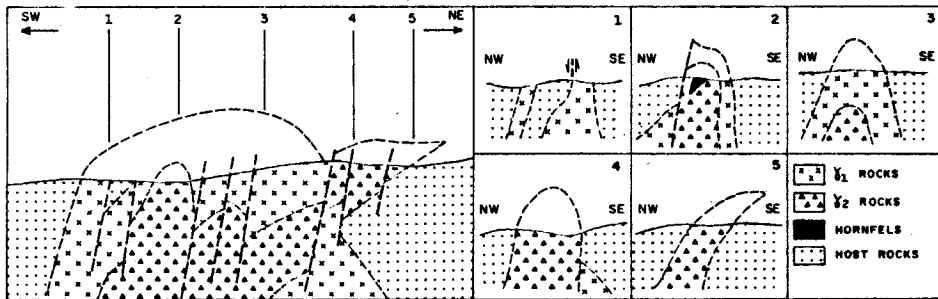 SW 1 2 3 4 5 NE
1
NW SE
2
NW SE
3
NW SE
4
NW SE
5
NW SE
γ1 ROCKS
γ2 ROCKS
HORNFELS
HOST ROCKS